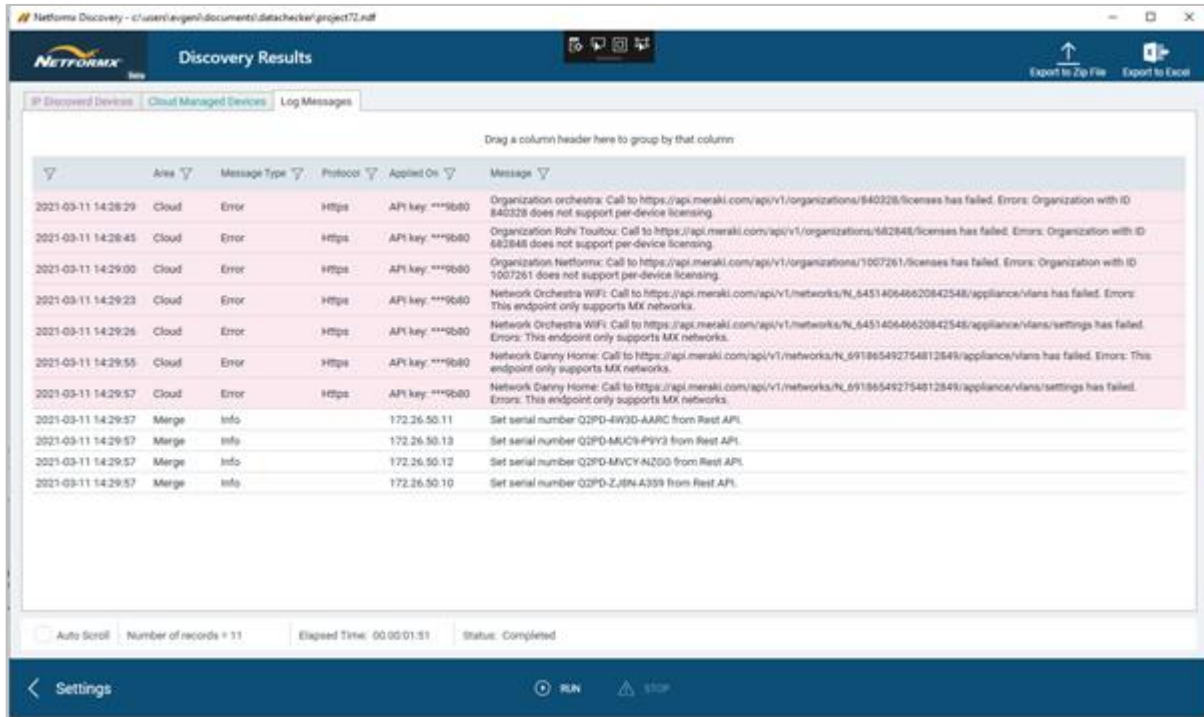 Netformx Discovery - c:\users\evgeni\documents\datachecker\project72.ndf
NETFORMX
Beta
Discovery Results
Export to Zip File
Export to Excel
IP Discoverd Devices
Cloud Managed Devices
Log Messages
Drag a column header here to group by that column
Area Message Type Protocol Applied On Message
2021-03-11 14:28:29 Cloud Error Https API key: ***9b80 Organization orchestra: Call to https://api.meraki.com/api/v1/organizations/840328/licenses has failed. Errors: Organization with ID
840328 does not support per-device licensing.
2021-03-11 14:28:45 Cloud Error Https API key: ***9b80 Organization Rohi Touitou: Call to https://api.meraki.com/api/v1/organizations/682848/licenses has failed. Errors: Organization with ID
682848 does not support per-device licensing.
2021-03-11 14:29:00 Cloud Error Https API key: ***9b80 Organization Netformx: Call to https://api.meraki.com/api/v1/organizations/1007261/licenses has failed. Errors: Organization with ID
1007261 does not support per-device licensing.
2021-03-11 14:29:23 Cloud Error Https API key: ***9b80 Network Orchestra WiFi: Call to https://api.meraki.com/api/v1/networks/N_645140646620842548/appliance/vlans has failed. Errors:
This endpoint only supports MX networks.
2021-03-11 14:29:26 Cloud Error Https API key: ***9b80 Network Orchestra WiFi: Call to https://api.meraki.com/api/v1/networks/N_645140646620842548/appliance/vlans/settings has failed.
Errors: This endpoint only supports MX networks.
2021-03-11 14:29:55 Cloud Error Https API key: ***9b80 Network Danny Home: Call to https://api.meraki.com/api/v1/networks/N_691865492754812849/appliance/vlans has failed. Errors: This
endpoint only supports MX networks.
2021-03-11 14:29:57 Cloud Error Https API key: ***9b80 Network Danny Home: Call to https://api.meraki.com/api/v1/networks/N_691865492754812849/appliance/vlans/settings has failed.
Errors: This endpoint only supports MX networks.
2021-03-11 14:29:57 Merge Info 172.26.50.11 Set serial number Q2PD-4W3D-AARC from Rest API.
2021-03-11 14:29:57 Merge Info 172.26.50.13 Set serial number Q2PD-MUC9-P9Y3 from Rest API.
2021-03-11 14:29:57 Merge Info 172.26.50.12 Set serial number Q2PD-MVCY-NZGG from Rest API.
2021-03-11 14:29:57 Merge Info 172.26.50.10 Set serial number Q2PD-ZJ8N-A3S9 from Rest API.
Auto Scroll Number of records = 11 Elapsed Time: 00.00:01:51 Status: Completed
Settings RUN STOP